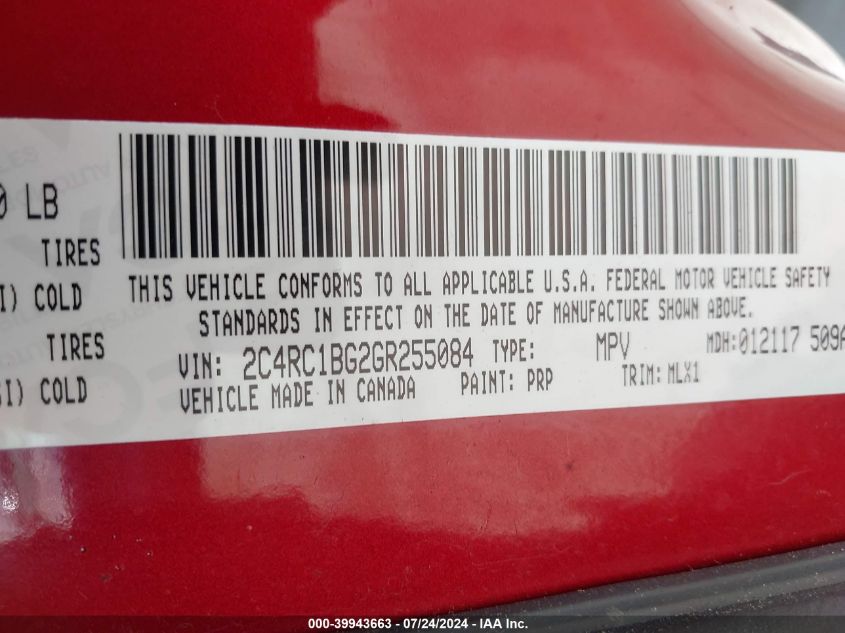 0 LB
TIRES
I) COLD
TIRES
SI) COLD
THIS VEHICLE CONFORMS TO ALL APPLICABLE U.S.A. FEDERAL MOTOR VEHICLE SAFETY
STANDARDS IN EFFECT ON THE DATE OF MANUFACTURE SHOWN ABOVE.
VIN: 2C4RC1BG2GR255084 TYPE: MPV MDH:012117 509A
VEHICLE MADE IN CANADA PAINT: PRP TRIM: MLX1
000-39943663 - 07/24/2024 - IAA Inc.